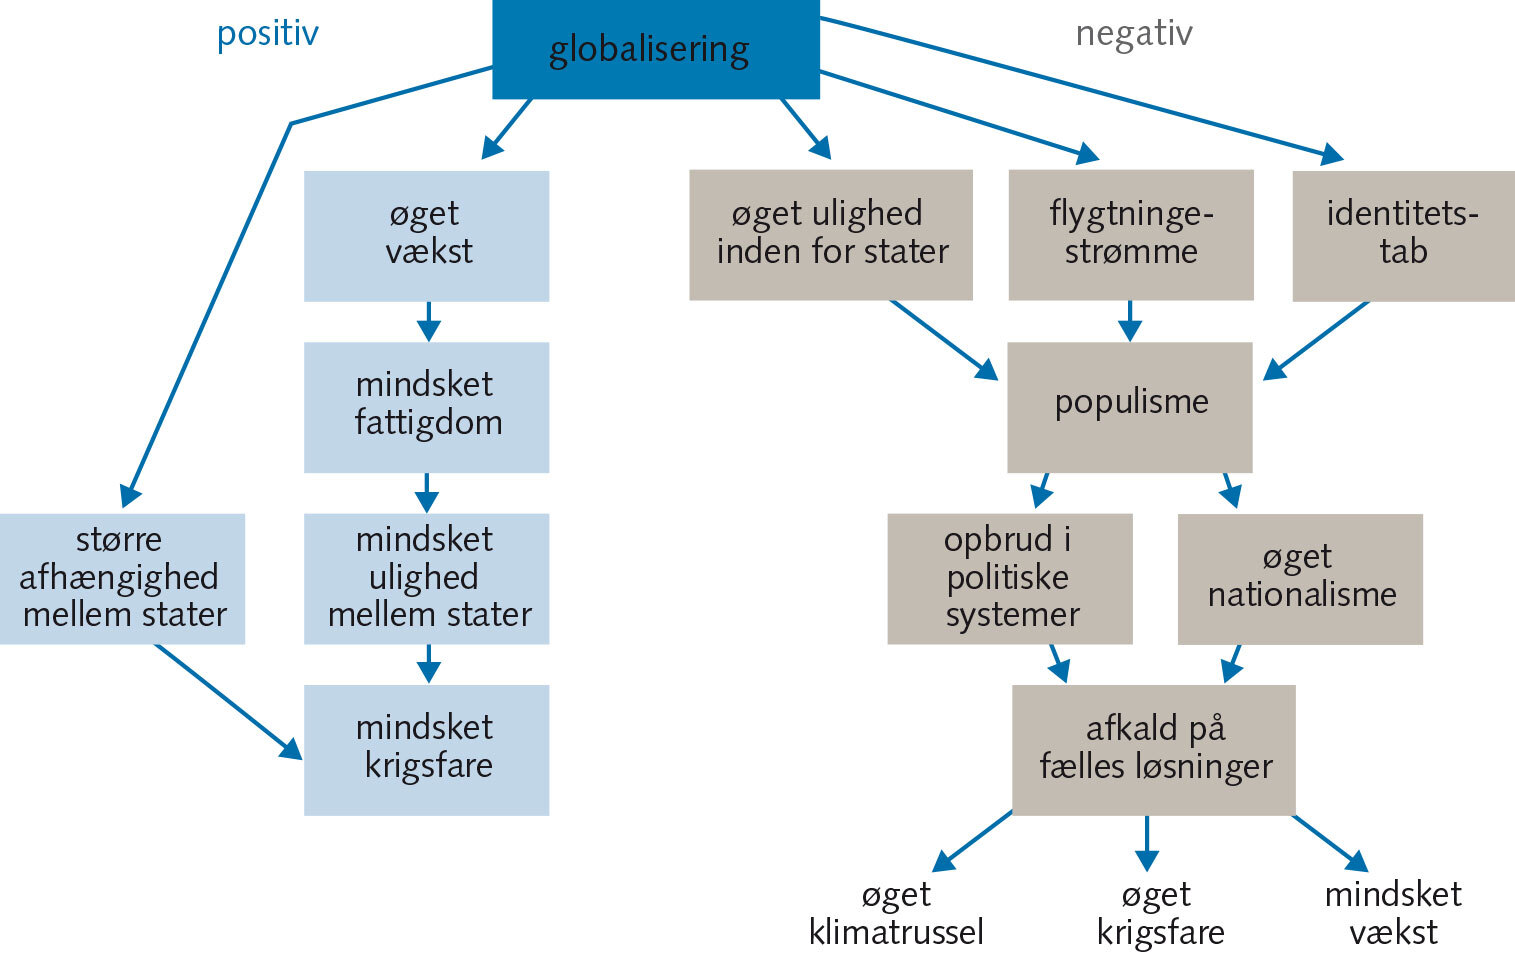 positiv
globalisering
negativ
øget
vækst
øget ulighed
inden for stater
flygtninge-
strømme
identitets-
tab
mindsket
fattigdom
populisme
større
afhængighed
mellem stater
mindsket
ulighed
mellem stater
opbrud i
politiske
systemer
øget
nationalisme
mindsket
krigsfare
afkald på
fælles løsninger
øget
klimatrussel
øget
krigsfare
mindsket
vækst